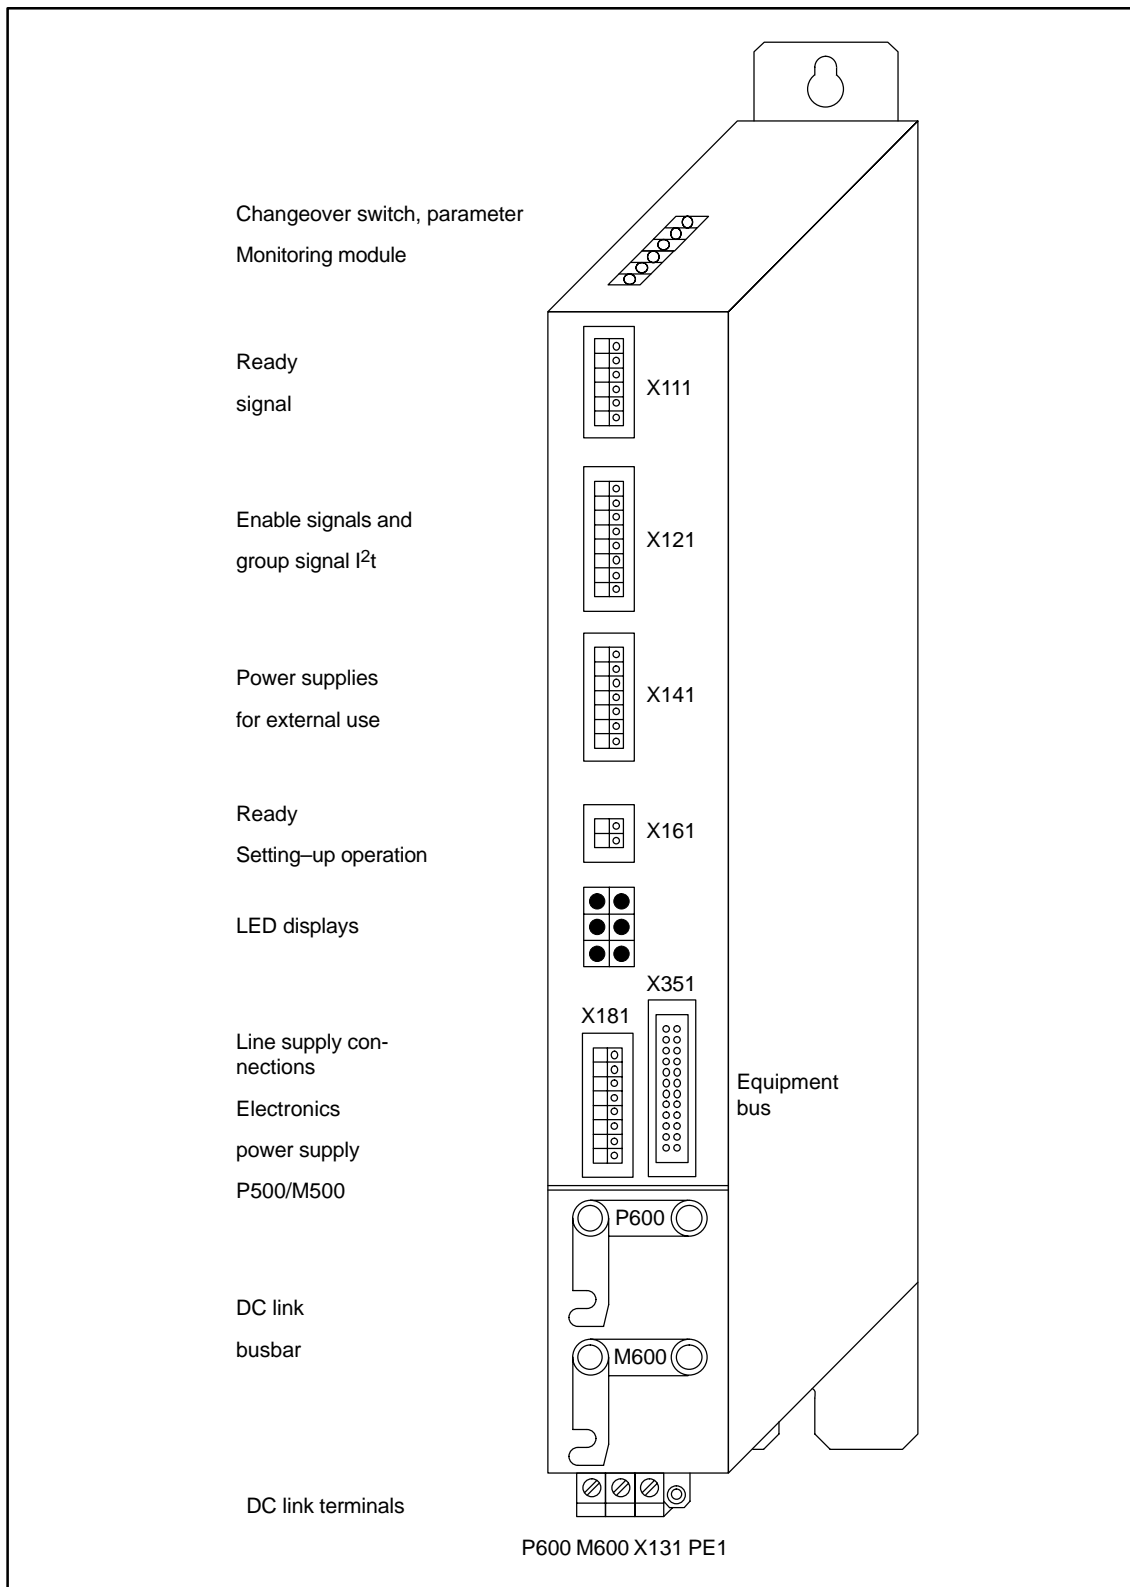 Changeover switch, parameter
Monitoring module
Ready
signal
X111
Enable signals and
group signal I²t
X121
Power supplies
for external use
X141
Ready
Setting–up operation
X161
LED displays
X351
X181
Line supply con-
nections
Electronics
power supply
P500/M500
Equipment
bus
P600
DC link
busbar
M600
DC link terminals
P600 M600 X131 PE1